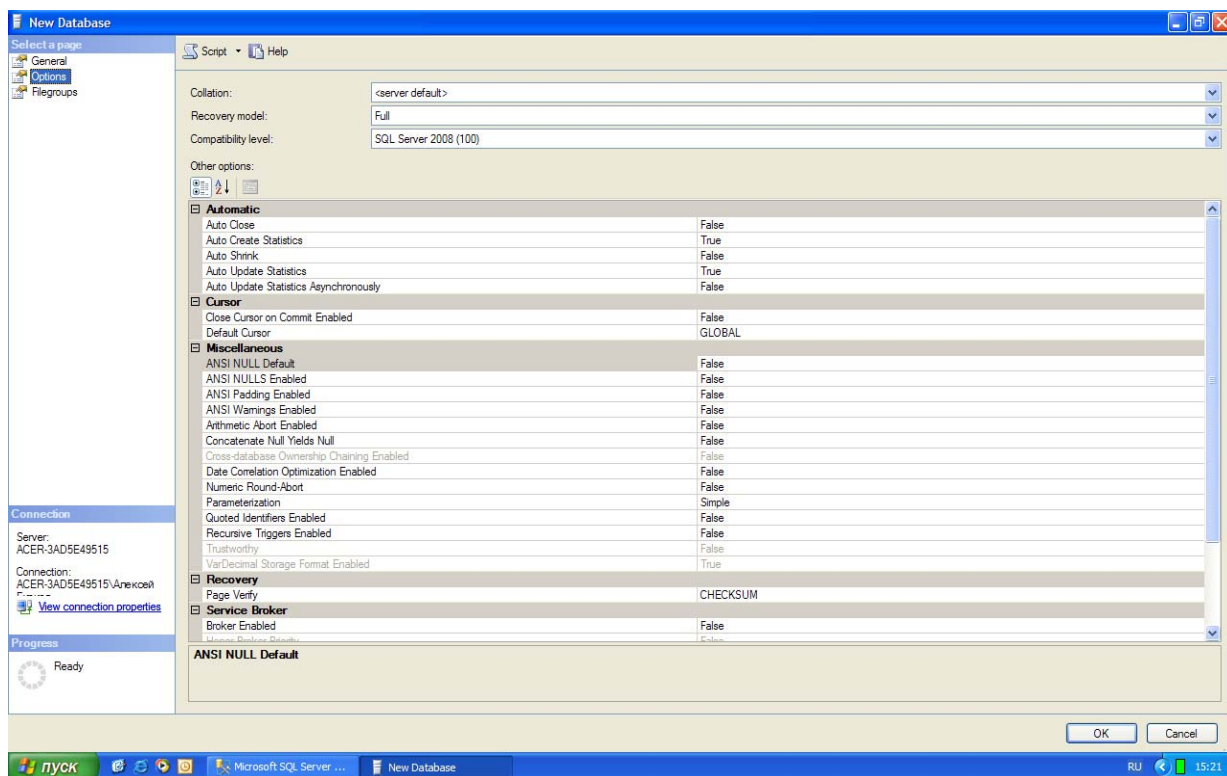 New Database
Select a page
General
Options
Filegroups
Script Help
Collation: <server default>
Recovery model: Full
Compatibility level: SQL Server 2008 (100)
Other options:
Automatic
Auto Close False
Auto Create Statistics True
Auto Shrink False
Auto Update Statistics True
Auto Update Statistics Asynchronously False
Cursor
Close Cursor on Commit Enabled False
Default Cursor GLOBAL
Miscellaneous
ANSI NULL Default False
ANSI NULLS Enabled False
ANSI Padding Enabled False
ANSI Warnings Enabled False
Arithmetic Abort Enabled False
Concatenate Null Yields Null False
Cross-database Ownership Chaining Enabled False
Date Correlation Optimization Enabled False
Numeric Round-Abort False
Parameterization Simple
Quoted Identifiers Enabled False
Recursive Triggers Enabled False
Trustworthy False
VarDecimal Storage Format Enabled True
Recovery
Page Verify CHECKSUM
Service Broker
Broker Enabled False
Honor Broker Priority False
ANSI NULL Default
Connection
Server:
ACER-3AD5E49515
Connection:
ACER-3AD5E49515\Алексей
View connection properties
Progress
Ready
OK Cancel
пуск Microsoft SQL Server ... New Database RU 15:21